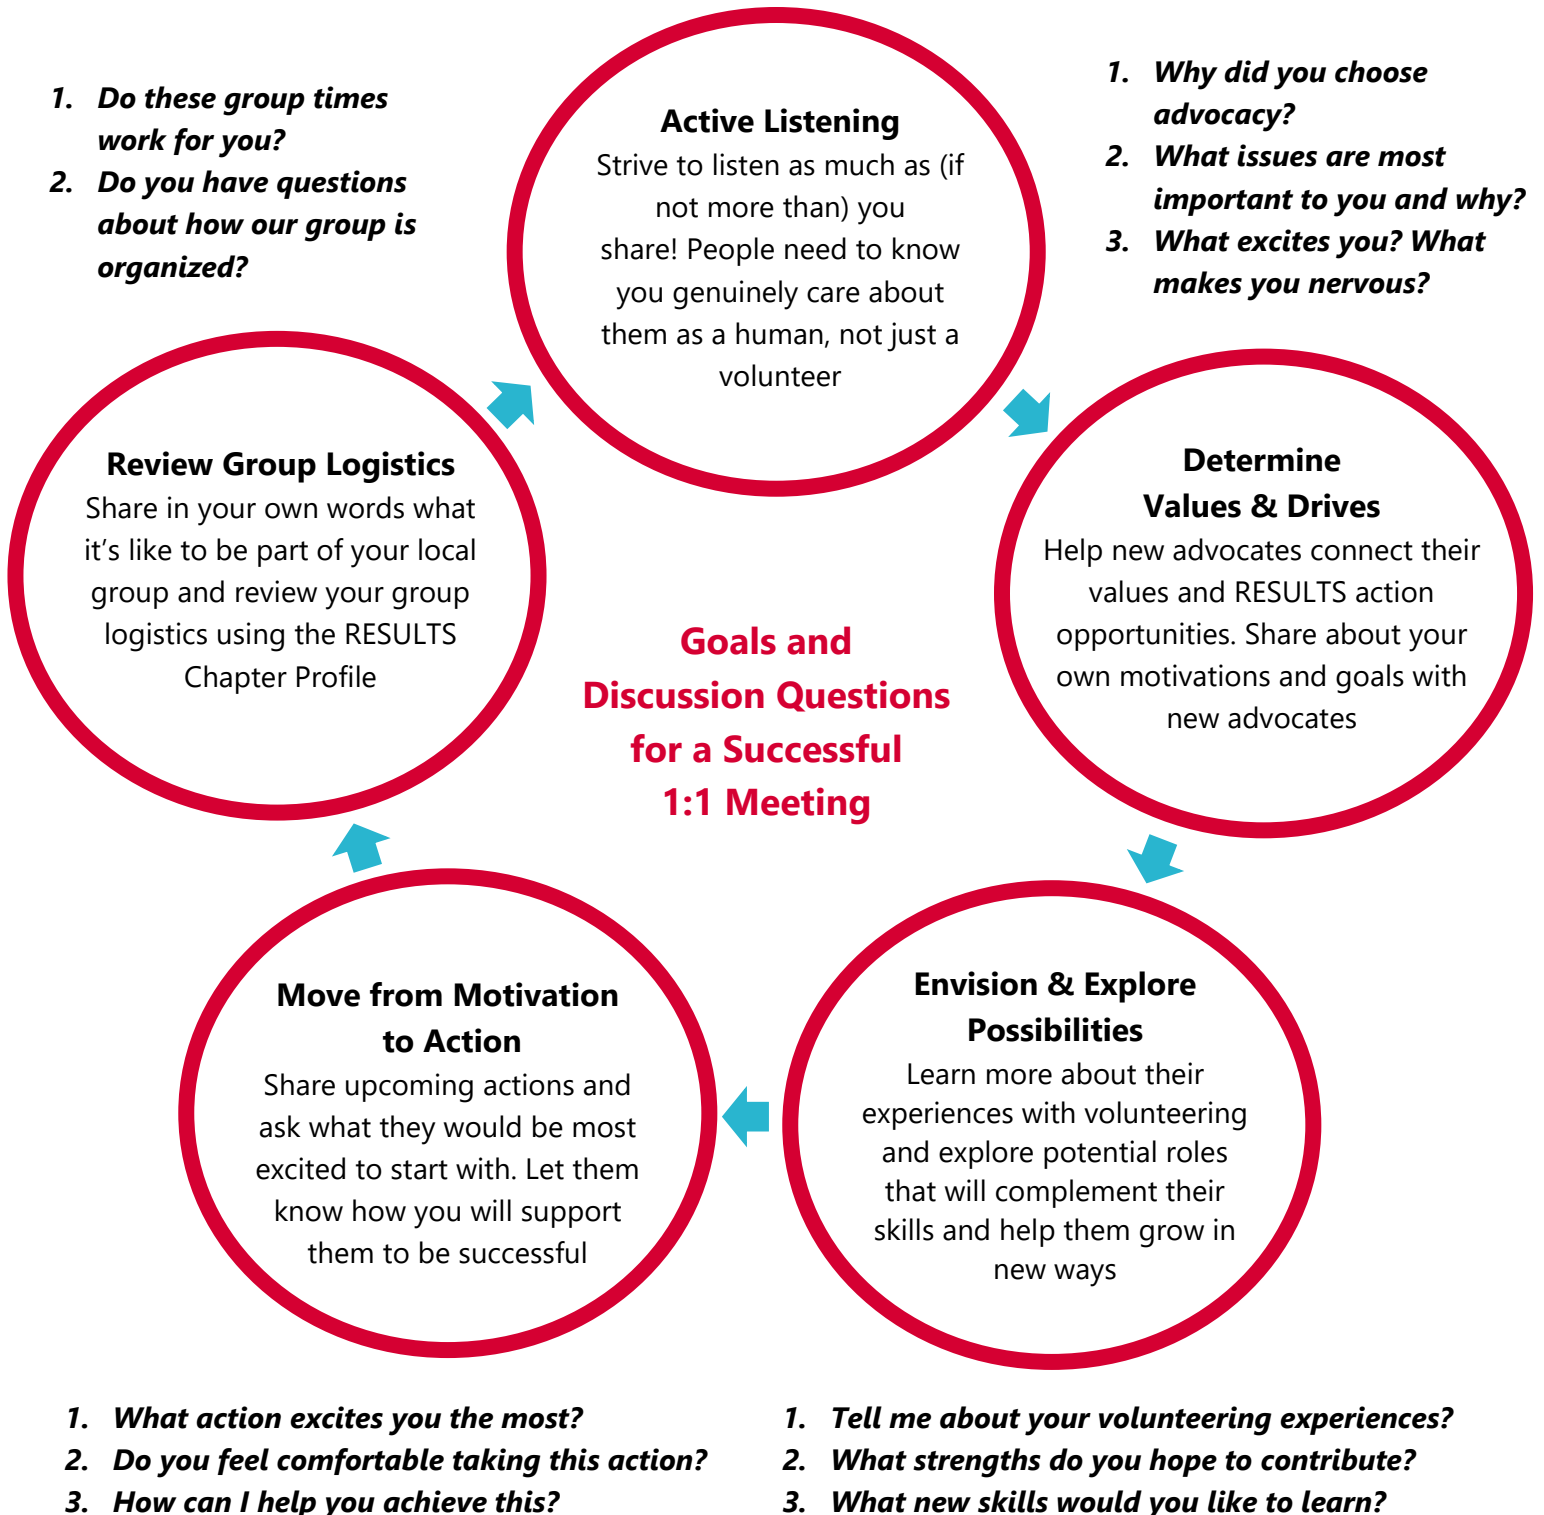 1. Do these group times
work for you?
2. Do you have questions
about how our group is
organized?
Active Listening
Strive to listen as much as (if
not more than) you
share! People need to know
you genuinely care about
them as a human, not just a
volunteer
1. Why did you choose
advocacy?
2. What issues are most
important to you and why?
3. What excites you? What
makes you nervous?
Review Group Logistics
Share in your own words what
it's like to be part of your local
group and review your group
logistics using the RESULTS
Chapter Profile
Goals and
Discussion Questions
for a Successful
1:1 Meeting
Determine
Values & Drives
Help new advocates connect their
values and RESULTS action
opportunities. Share about your
own motivations and goals with
new advocates
Move from Motivation
to Action
Share upcoming actions and
ask what they would be most
excited to start with. Let them
know how you will support
them to be successful
Envision & Explore
Possibilities
Learn more about their
experiences with volunteering
and explore potential roles
that will complement their
skills and help them grow in
new ways
1. What action excites you the most?
2. Do you feel comfortable taking this action?
3. How can I help you achieve this?
1. Tell me about your volunteering experiences?
2. What strengths do you hope to contribute?
3. What new skills would you like to learn?